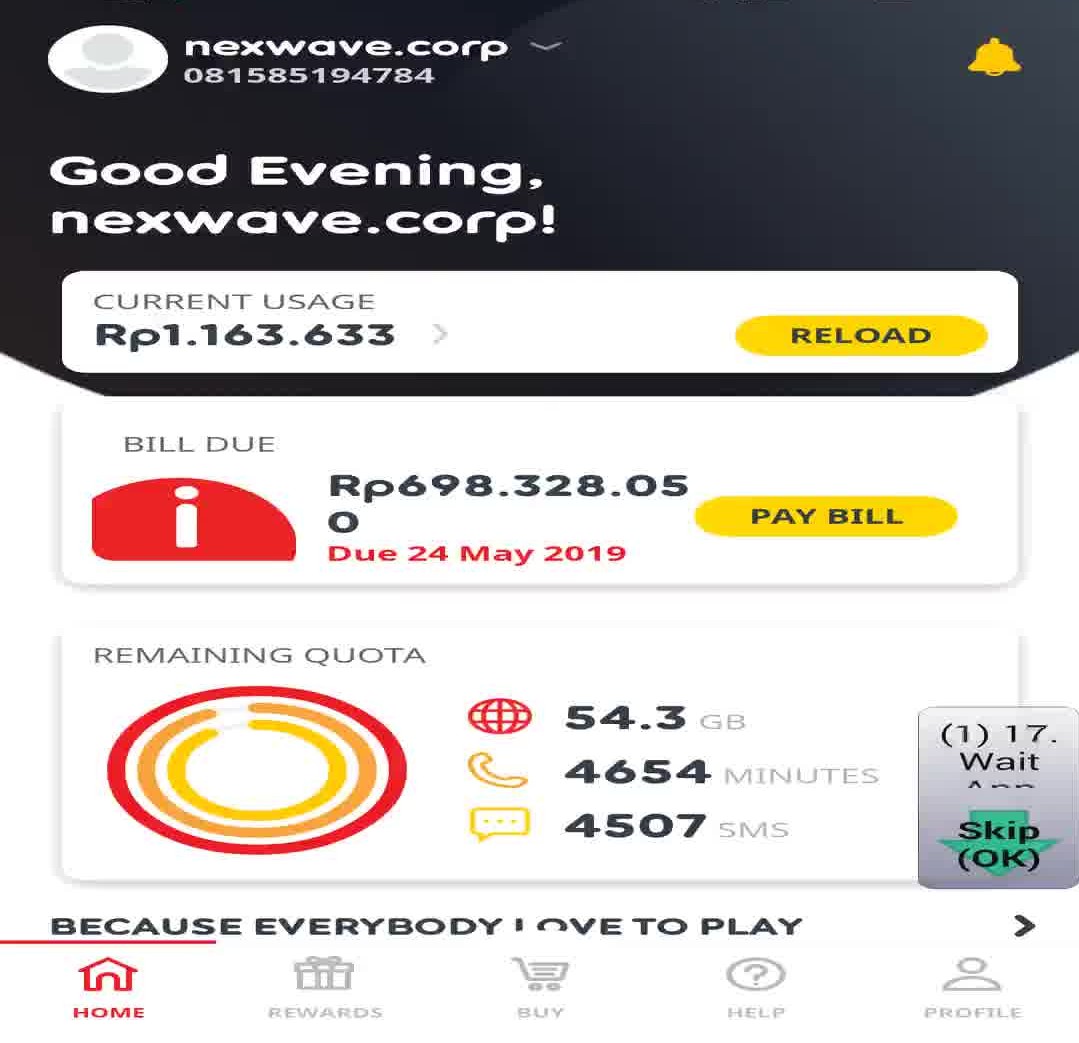 nexwave.corp
081585194784
Good Evening,
nexwave.corp!
CURRENT USAGE
Rp1.163.633
RELOAD
BILL DUE
Rp698.328.05
0
Due 24 May 2019
PAY BILL
REMAINING QUOTA
54.3 GB
4654 MINUTES
4507 SMS
(1) 17.
Wait
Skip
(OK)
BECAUSE EVERYBODY LOVE TO PLAY
HOME
REWARDS
BUY
HELP
PROFILE